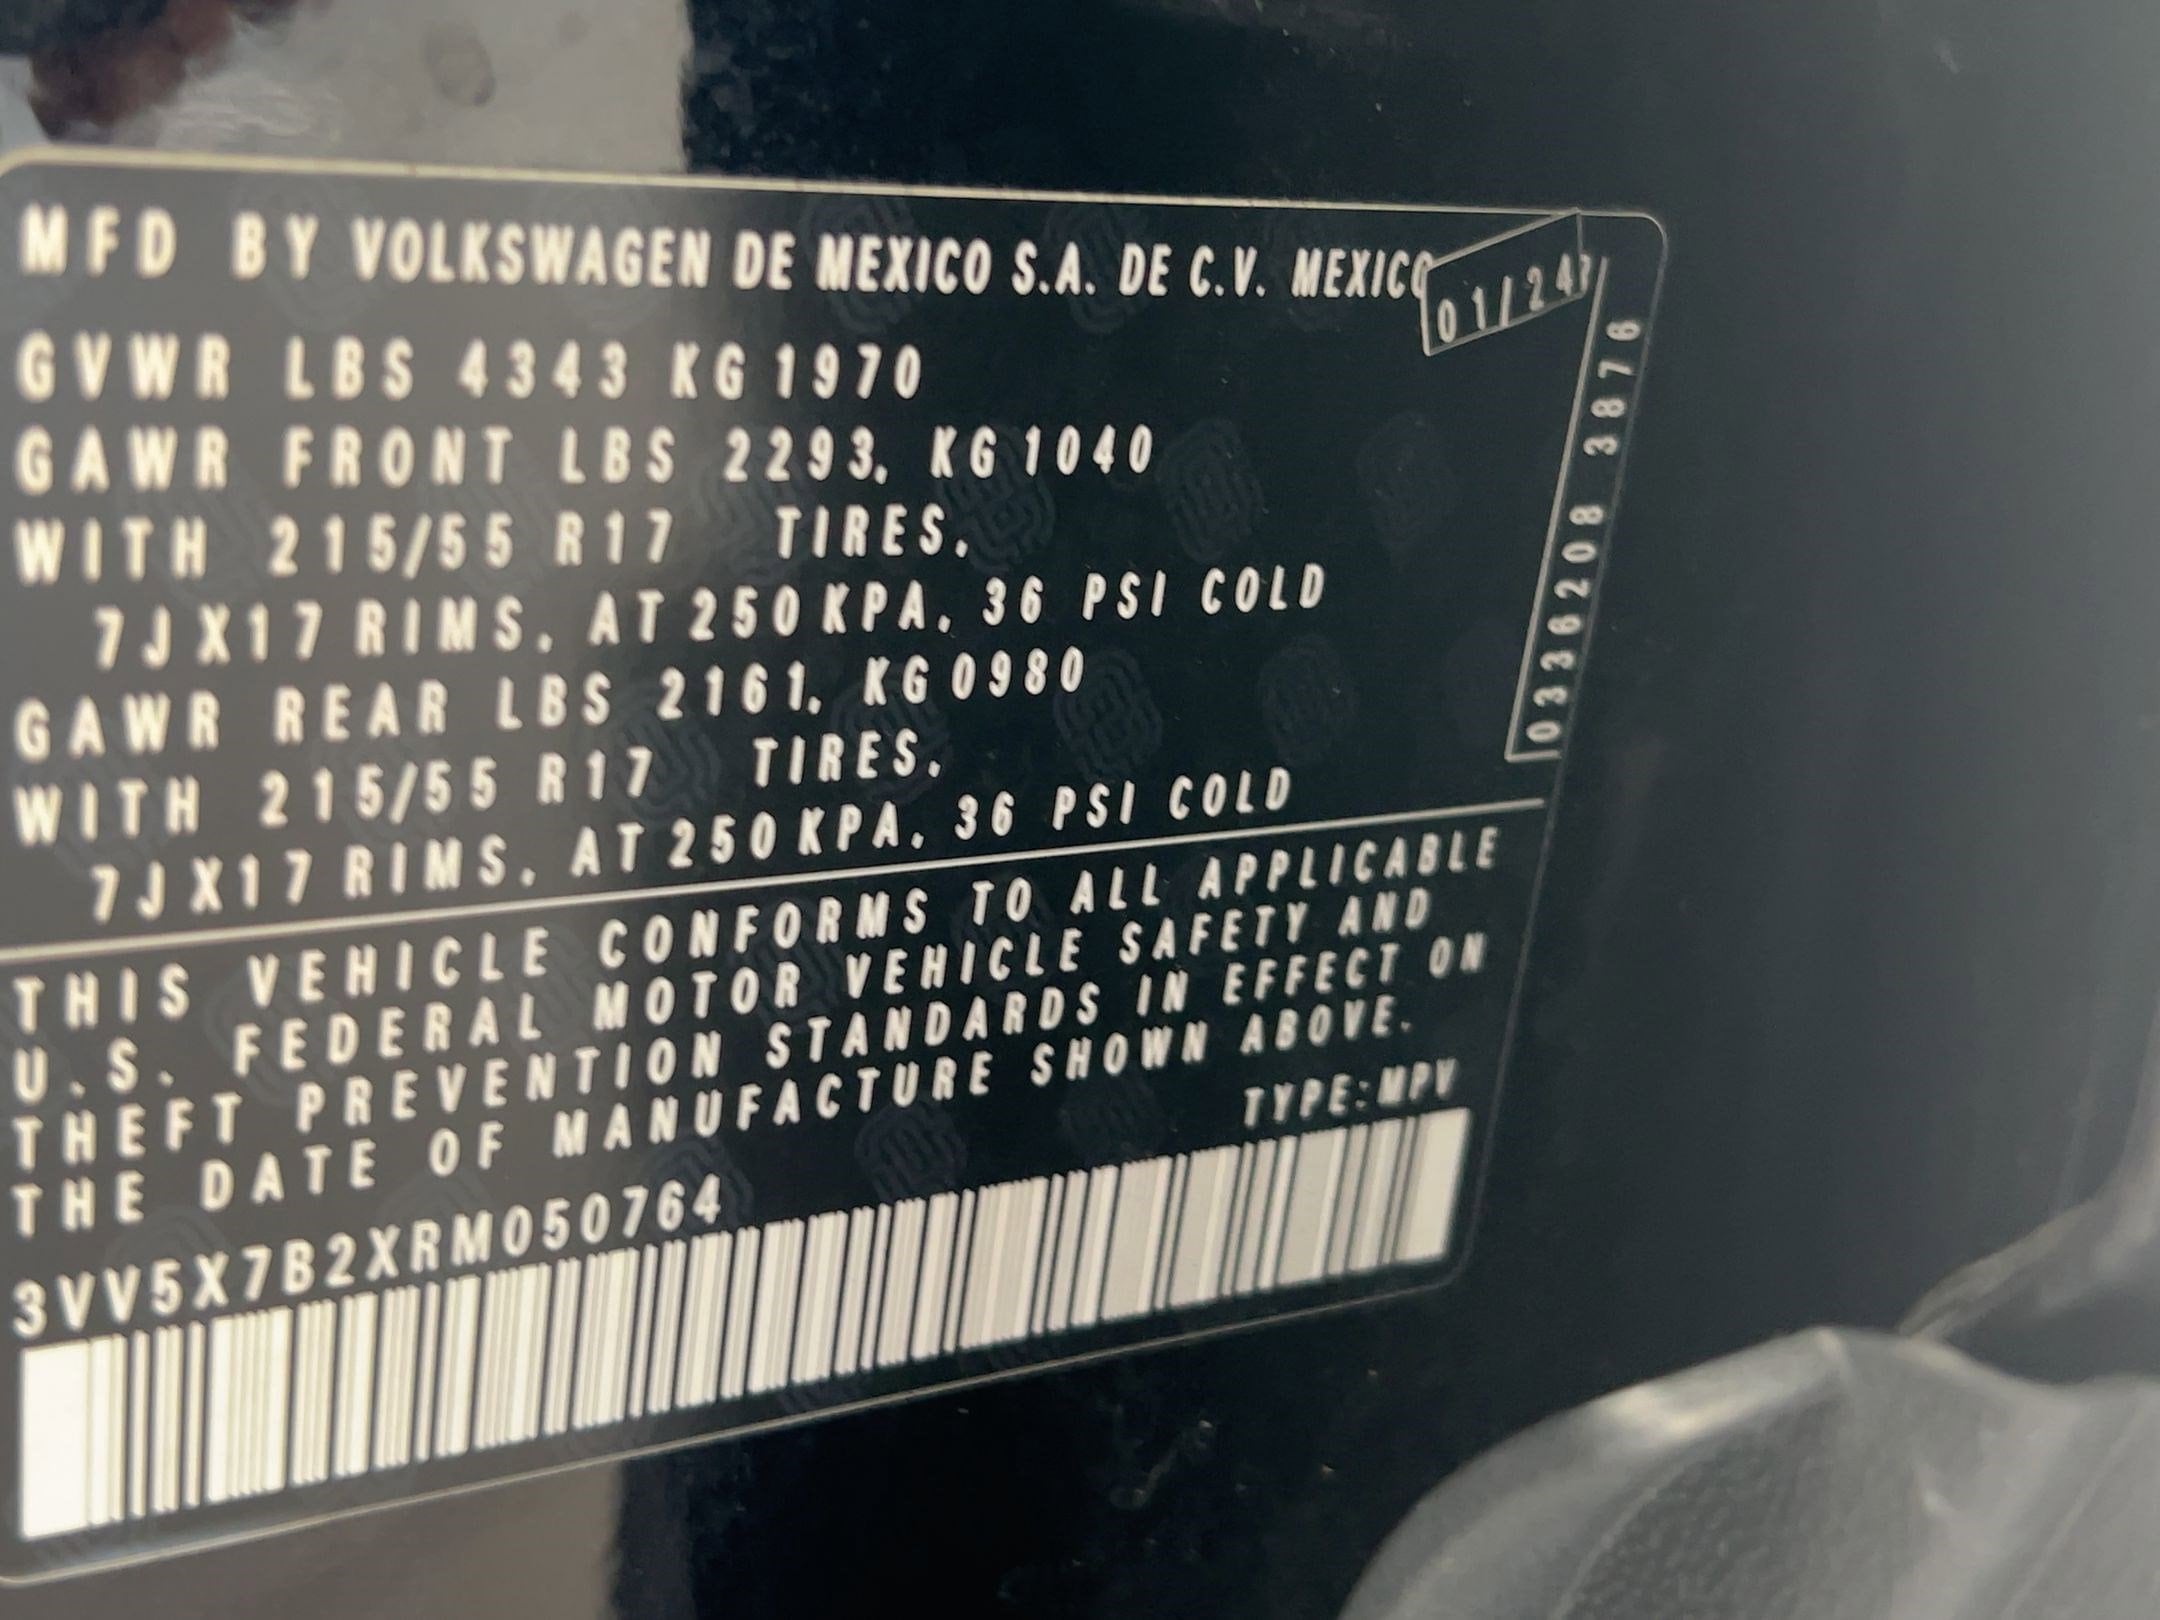 MFD BY VOLKSWAGEN DE MEXICO S.A. DE C.V. MEXICO
01/24
GVWR LBS 4343 KG 1970
GAWR FRONT LBS 2293, KG 1040
WITH 215/55 R17 TIRES,
7J X17 RIMS, AT 250 KPA, 36 PSI COLD
GAWR REAR LBS 2161, KG 0980
WITH 215/55 R17 TIRES,
7J X17 RIMS, AT 250 KPA, 36 PSI COLD
0336208 3876
THIS VEHICLE CONFORMS TO ALL APPLICABLE
U.S. FEDERAL MOTOR VEHICLE SAFETY AND
THEFT PREVENTION STANDARDS IN EFFECT ON
THE DATE OF MANUFACTURE SHOWN ABOVE.
TYPE:MPV
3VV5X7B2XRM050764